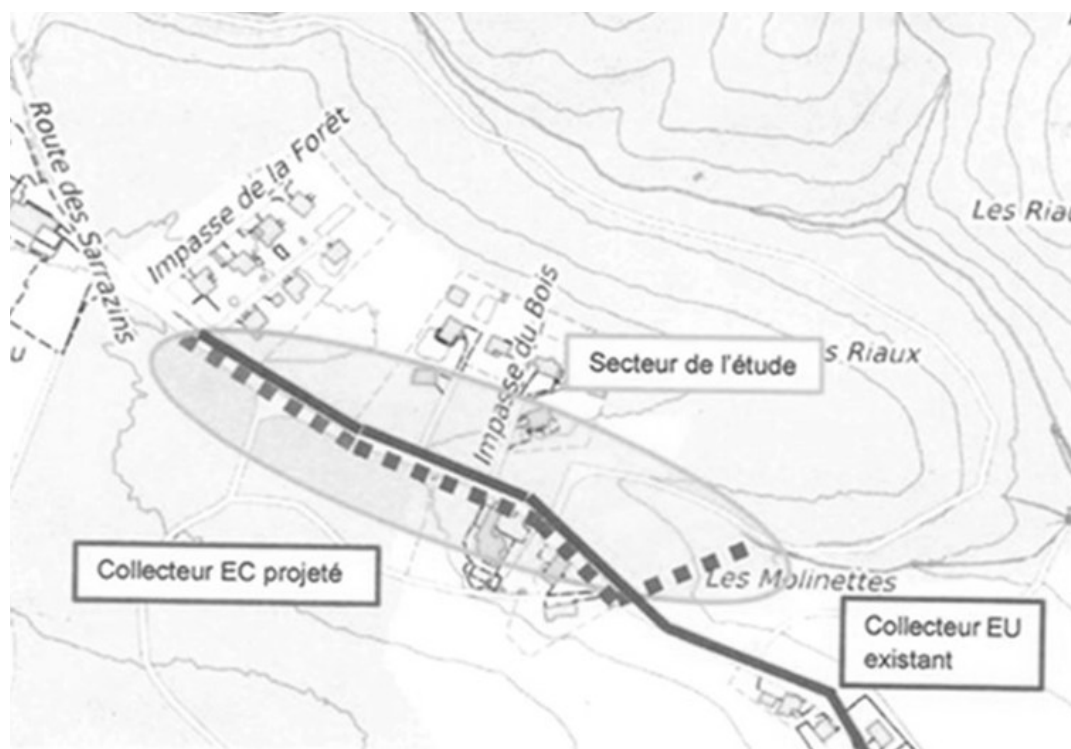 Route des Sarrazins
Impasse de la Forêt
Les Riau
Impasse du Bois
Secteur de l'étude
s Riaux
u
Collecteur EC projeté
Les Molinettes
Collecteur EU
existant